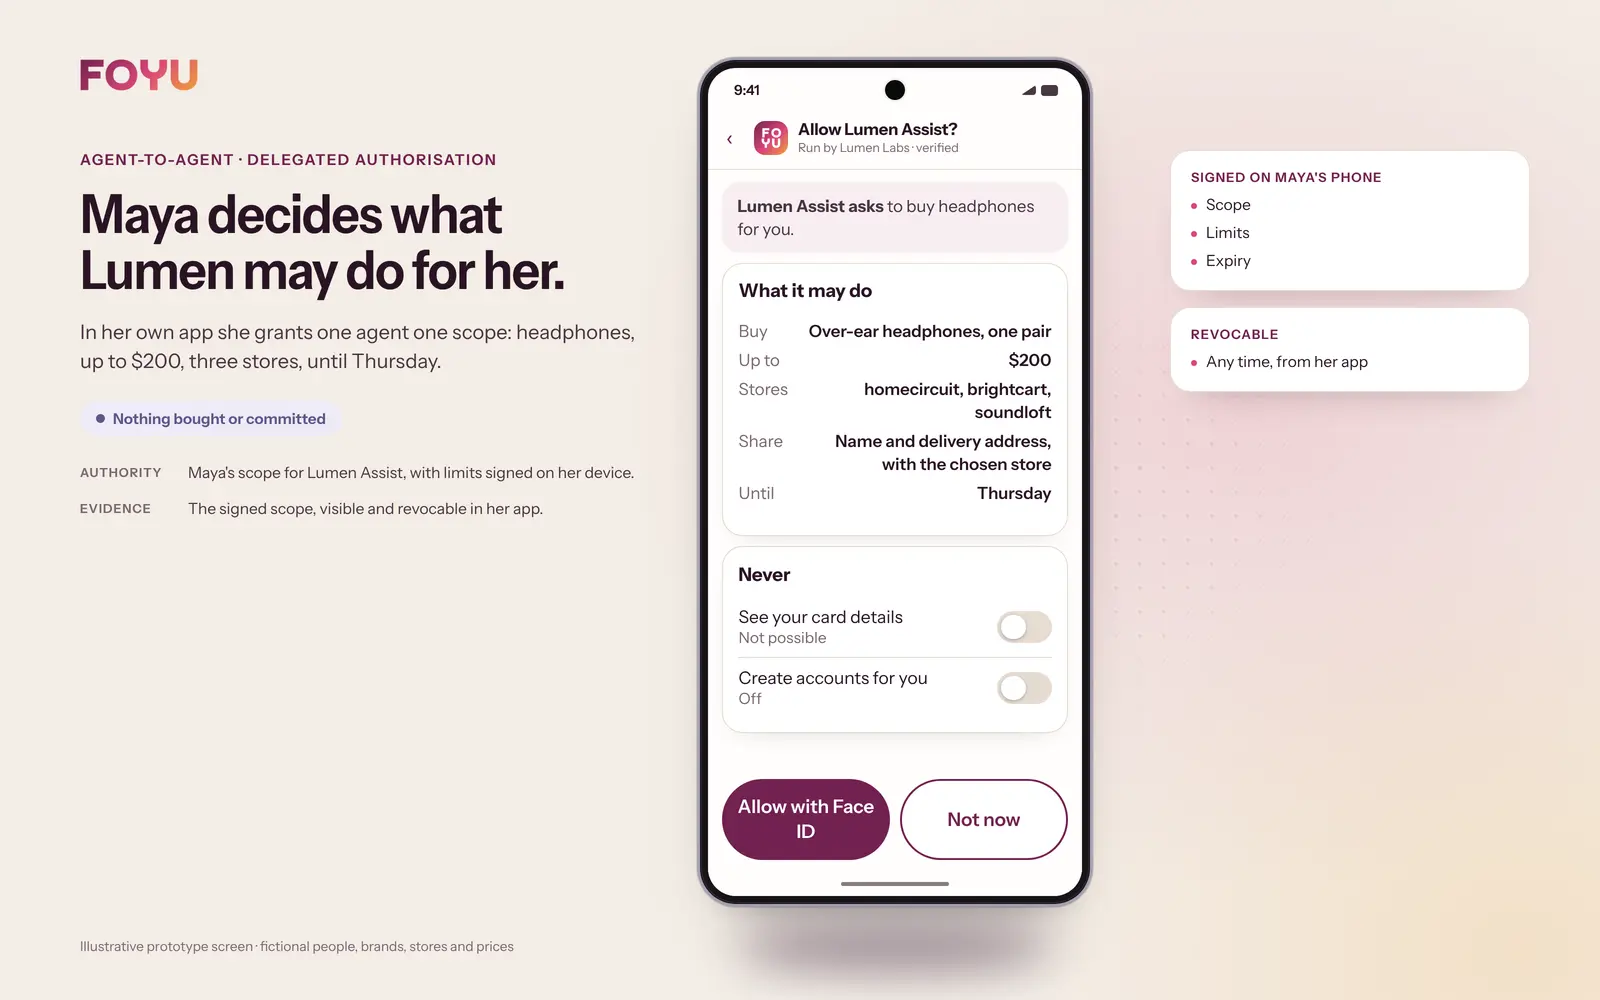 FOYU
AGENT-TO-AGENT · DELEGATED AUTHORISATION
Maya decides what
Lumen may do for her.
In her own app she grants one agent one scope: headphones,
up to $200, three stores, until Thursday.
Nothing bought or committed
AUTHORITY Maya's scope for Lumen Assist, with limits signed on her device.
EVIDENCE The signed scope, visible and revocable in her app.
Illustrative prototype screen · fictional people, brands, stores and prices
9:41
FO
YU
Allow Lumen Assist?
Run by Lumen Labs · verified
Lumen Assist asks to buy headphones
for you.
What it may do
Buy Over-ear headphones, one pair
Up to $200
Stores homecircuit, brightcart,
soundloft
Share Name and delivery address,
with the chosen store
Until Thursday
Never
See your card details
Not possible
Create accounts for you
Off
Allow with Face
ID
Not now
SIGNED ON MAYA'S PHONE
Scope
Limits
Expiry
REVOCABLE
Any time, from her app